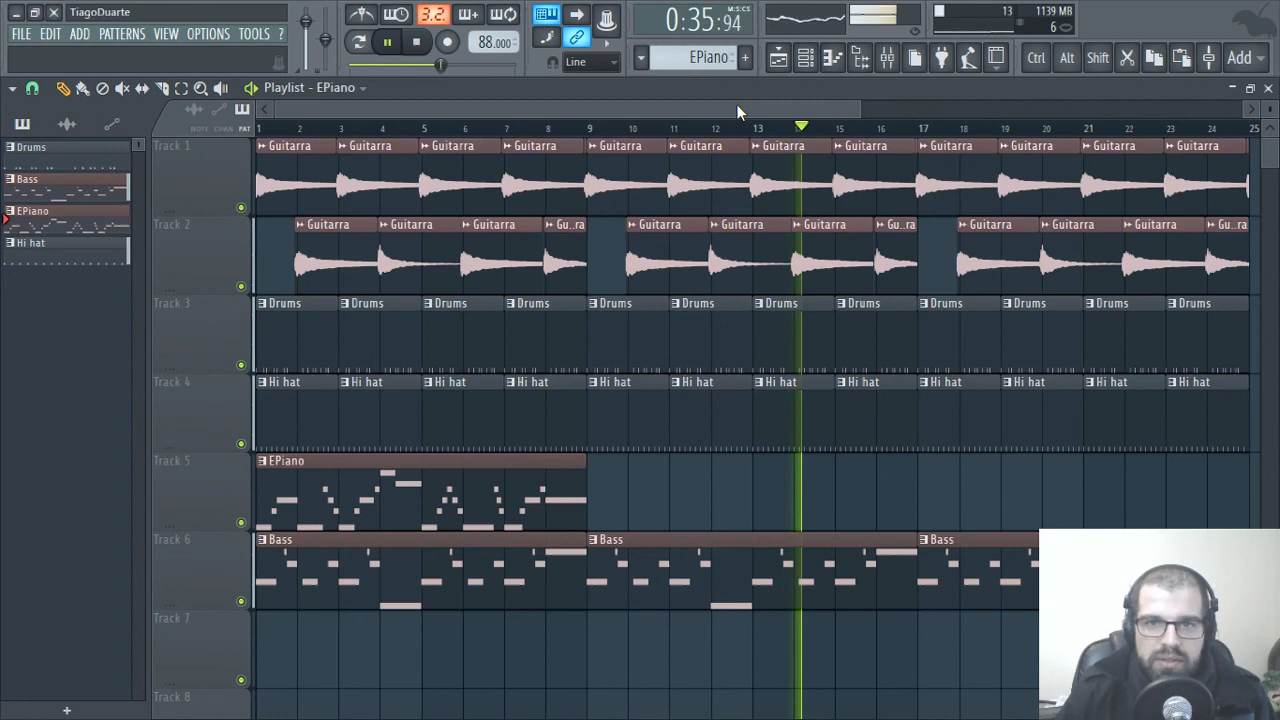 TiagoDuarte
FILE EDIT ADD PATTERNS VIEW OPTIONS TOOLS ?
3.2.
88.000
Line
0:35:94
M:S:CS
EPiano
13
1139 MB
6
Ctrl Alt Shift Add
Playlist - EPiano
NOTE CHAN PAT
1 2 3 4 5 6 7 8 9 10 11 12 13 15 16 17 18 19 20 21 22 23 24 25
Drums
Bass
EPiano
Hi hat
Track 1
Guitarra Guitarra Guitarra Guitarra Guitarra Guitarra Guitarra Guitarra Guitarra Guitarra Guitarra Guitarra
Track 2
Guitarra Guitarra Guitarra Gu..ra Guitarra Guitarra Guitarra Gu..ra Guitarra Guitarra Guitarra Gu..ra
Track 3
Drums Drums Drums Drums Drums Drums Drums Drums Drums Drums Drums Drums
Track 4
Hi hat Hi hat Hi hat Hi hat Hi hat Hi hat Hi hat Hi hat Hi hat Hi hat Hi hat Hi hat
Track 5
EPiano
Track 6
Bass Bass Bass
Track 7
Track 8